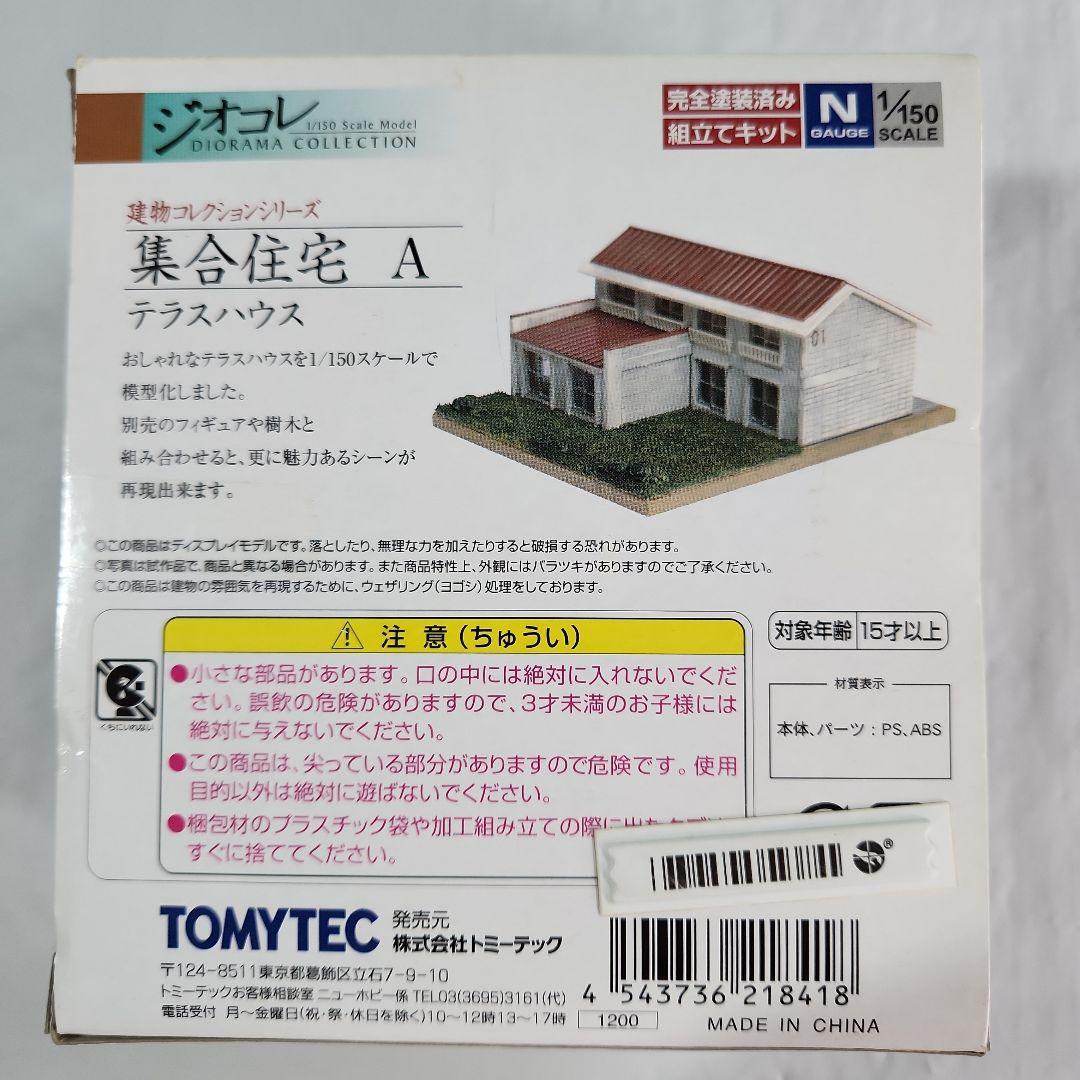 ジオコレ
1/150 Scale Model
DIORAMA COLLECTION
完全塗装済み
組立てキット
N
GAUGE
1/150
SCALE
建物コレクションシリーズ
集合住宅 A
テラスハウス
おしゃれなテラスハウスを1/150スケールで
模型化しました。
別売のフィギュアや樹木と
組み合わせると、更に魅力あるシーンが
再現出来ます。
01
◎この商品はディスプレイモデルです。落としたり、無理な力を加えたりすると破損する恐れがあります。
◎写真は試作品で、商品と異なる場合があります。また商品特性上、外観にはバラツキがありますのでご了承ください。
◎この商品は建物の雰囲気を再現するために、ウェザリング(ヨゴシ)処理をしております。
注意(ちゅうい)
●小さな部品があります。口の中には絶対に入れないでくだ
さい。誤飲の危険がありますので、3才未満のお子様には
絶対に与えないでください。
●この商品は、尖っている部分がありますので危険です。使用
目的以外は絶対に遊ばないでください。
●梱包材のプラスチック袋や加工組み立ての際に出た
すぐに捨ててください。
くちにいれない
対象年齢 15才以上
材質表示
本体、パーツ：PS、ABS
®
TOMYTEC
発売元
株式会社トミーテック
〒124-8511東京都葛飾区立石7-9-10
トミーテックお客様相談室 ニューホビー係 TEL03(3695)3161(代)
電話受付 月〜金曜日(祝・祭・休日を除く)10〜12時13〜17時
1200
4 543736 218418
MADE IN CHINA